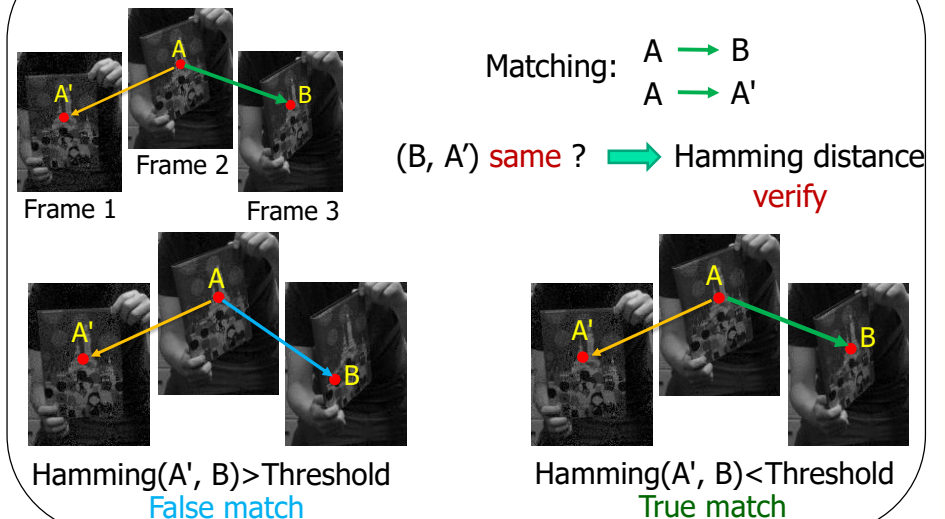 A
A'
B
Frame 1
Frame 2
Frame 3
Matching: A → B
A → A'
(B, A′) same ? Hamming distance
verify
A
A'
B
Hamming(A', B)>Threshold
False match
A
A'
B
Hamming(A', B)<Threshold
True match